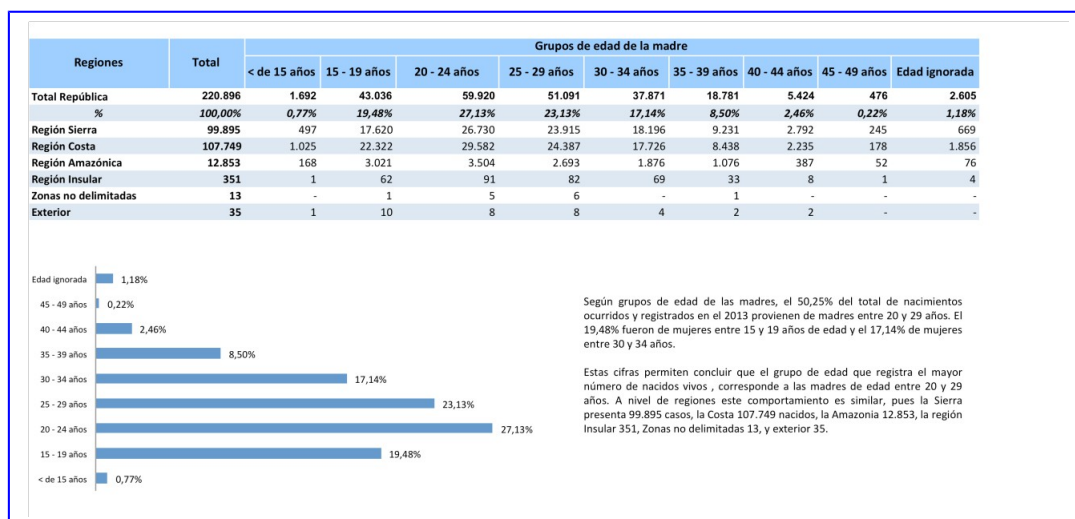 Regiones Total Grupos de edad de la madre
< de 15 años 15 - 19 años 20 - 24 años 25 - 29 años 30 - 34 años 35 - 39 años 40 - 44 años 45 - 49 años Edad ignorada
Total República 220.896 1.692 43.036 59.920 51.091 37.871 18.781 5.424 476 2.605
% 100,00% 0,77% 19,48% 27,13% 23,13% 17,14% 8,50% 2,46% 0,22% 1,18%
Región Sierra 99.895 497 17.620 26.730 23.915 18.196 9.231 2.792 245 669
Región Costa 107.749 1.025 22.322 29.582 24.387 17.726 8.438 2.235 178 1.856
Región Amazónica 12.853 168 3.021 3.504 2.693 1.876 1.076 387 52 76
Región Insular 351 1 62 91 82 69 33 8 1 4
Zonas no delimitadas 13 - 1 5 6 - 1 - - -
Exterior 35 1 10 8 8 4 2 2 - -
Edad ignorada 1,18%
45 - 49 años 0,22%
40 - 44 años 2,46%
35 - 39 años 8,50%
30 - 34 años 17,14%
25 - 29 años 23,13%
20 - 24 años 27,13%
15 - 19 años 19,48%
< de 15 años 0,77%
Según grupos de edad de las madres, el 50,25% del total de nacimientos
ocurridos y registrados en el 2013 provienen de madres entre 20 y 29 años. El
19,48% fueron de mujeres entre 15 y 19 años de edad y el 17,14% de mujeres
entre 30 y 34 años.
Estas cifras permiten concluir que el grupo de edad que registra el mayor
número de nacidos vivos , corresponde a las madres de edad entre 20 y 29
años. A nivel de regiones este comportamiento es similar, pues la Sierra
presenta 99.895 casos, la Costa 107.749 nacidos, la Amazonia 12.853, la región
Insular 351, Zonas no delimitadas 13, y exterior 35.